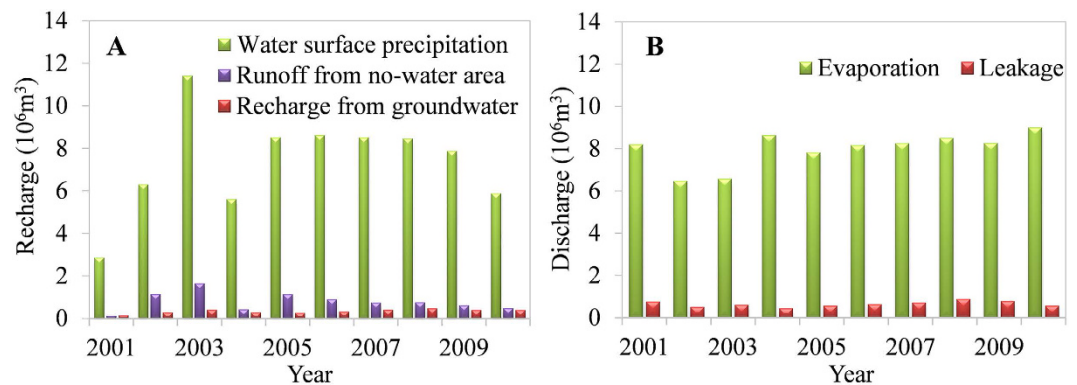 A
Water surface precipitation
Runoff from no-water area
Recharge from groundwater
Recharge (10⁶m³)
14
12
10
8
6
4
2
0
2001 2003 2005 2007 2009
Year
B
Evaporation Leakage
Discharge (10⁶m³)
14
12
10
8
6
4
2
0
2001 2003 2005 2007 2009
Year